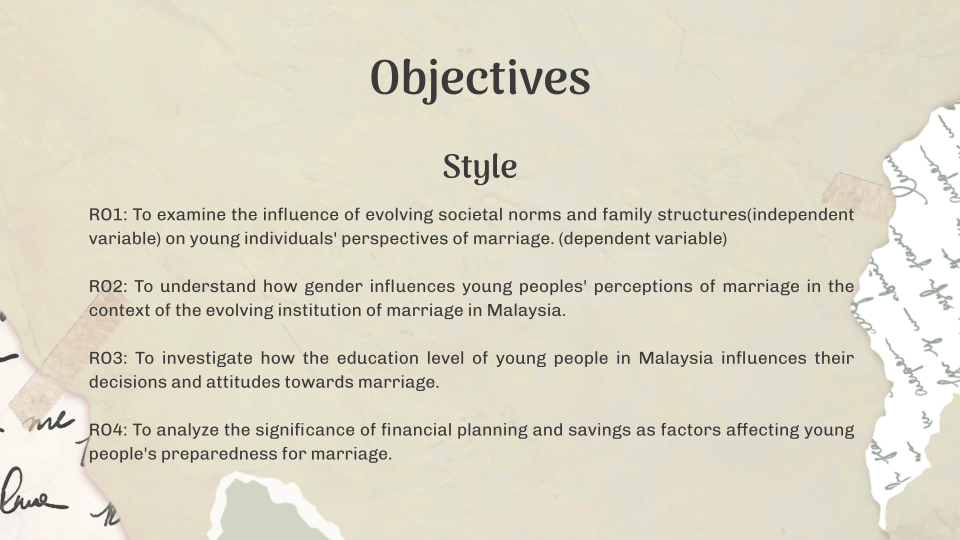 Objectives
Style
RO1: To examine the influence of evolving societal norms and family structures(independent
variable) on young individuals' perspectives of marriage. (dependent variable)
RO2: To understand how gender influences young peoples' perceptions of marriage in the
context of the evolving institution of marriage in Malaysia.
RO3: To investigate how the education level of young people in Malaysia influences their
decisions and attitudes towards marriage.
RO4: To analyze the significance of financial planning and savings as factors affecting young
people's preparedness for marriage.
me